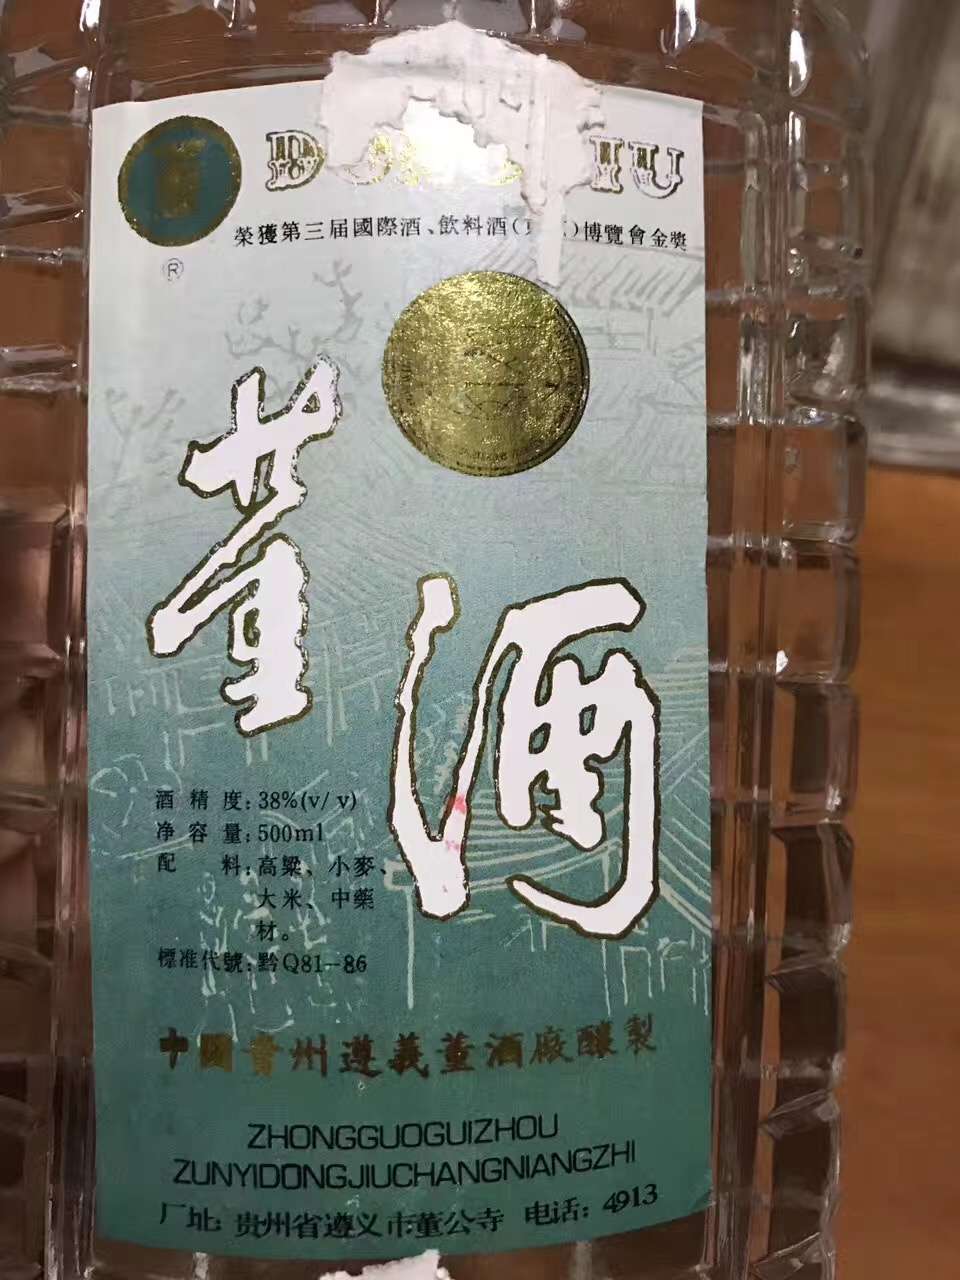 榮獲第三届國際酒、飲料酒( )博覽會金獎
®
董
酒
酒精度:38%(v/v)
净容量:500ml
配料:高粱、小麥、
大米、中藥
材。
標准代號:黔Q81-86
中國貴州遵義董酒廠釀製
ZHONGGUOGUIZHOU
ZUNYIDONGJIUCHANGNIANGZHI
厂址:贵州省遵义市董公寺 电话:4913